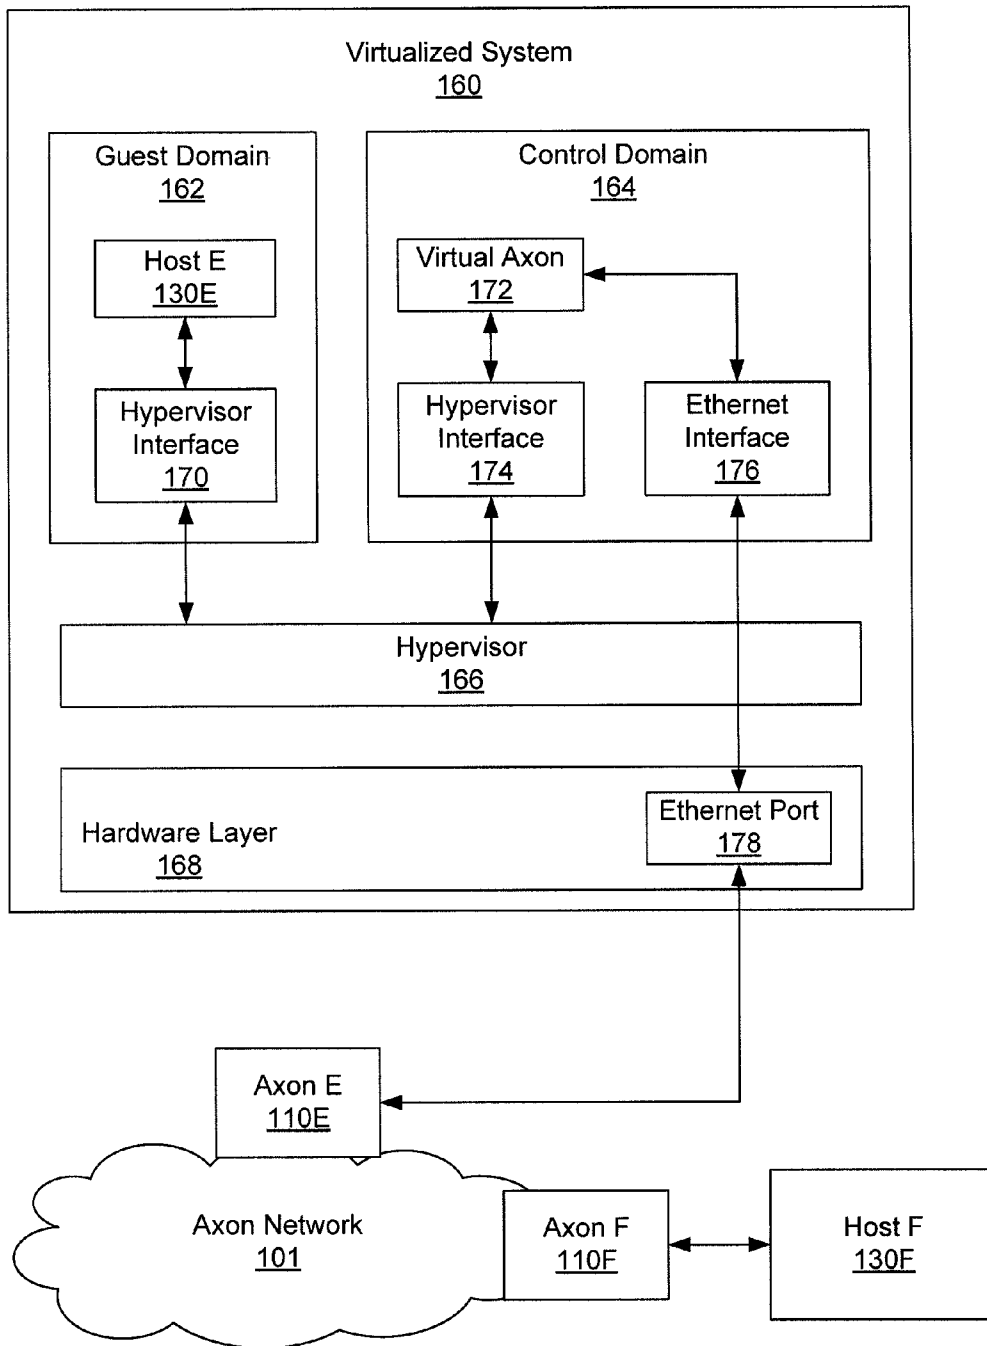 Virtualized System
160
Guest Domain
162
Control Domain
164
Host E
130E
Virtual Axon
172
Hypervisor
Interface
170
Hypervisor
Interface
174
Ethernet
Interface
176
Hypervisor
166
Hardware Layer
168
Ethernet Port
178
Axon E
110E
Axon Network
101
Axon F
110F
Host F
130F